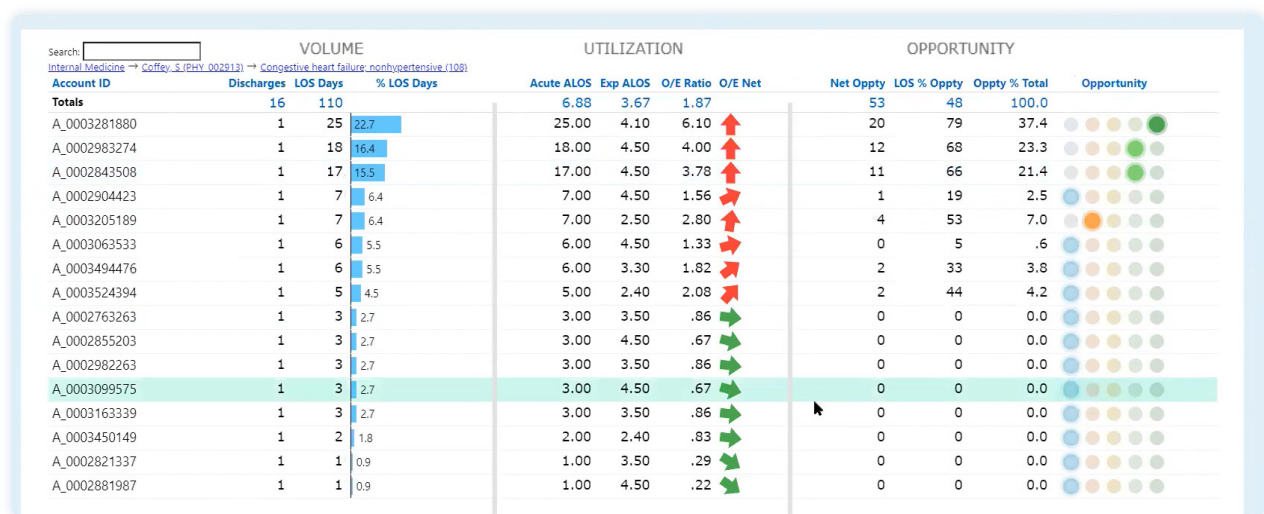 VOLUME UTILIZATION OPPORTUNITY
Search:
Internal Medicine → Coffey, S (PHY_002913) → Congestive heart failure; nonhypertensive (108)
Account ID Discharges LOS Days % LOS Days Acute ALOS Exp ALOS O/E Ratio O/E Net Net Oppty LOS % Oppty Oppty % Total Opportunity
Totals 16 110 6.88 3.67 1.87 53 48 100.0
A_0003281880 1 25 22.7 25.00 4.10 6.10 20 79 37.4
A_0002983274 1 18 16.4 18.00 4.50 4.00 12 68 23.3
A_0002843508 1 17 15.5 17.00 4.50 3.78 11 66 21.4
A_0002904423 1 7 6.4 7.00 4.50 1.56 1 19 2.5
A_0003205189 1 7 6.4 7.00 2.50 2.80 4 53 7.0
A_0003063533 1 6 5.5 6.00 4.50 1.33 0 5 .6
A_0003494476 1 6 5.5 6.00 3.30 1.82 2 33 3.8
A_0003524394 1 5 4.5 5.00 2.40 2.08 2 44 4.2
A_0002763263 1 3 2.7 3.00 3.50 .86 0 0 0.0
A_0002855203 1 3 2.7 3.00 4.50 .67 0 0 0.0
A_0002982263 1 3 2.7 3.00 3.50 .86 0 0 0.0
A_0003099575 1 3 2.7 3.00 4.50 .67 0 0 0.0
A_0003163339 1 3 2.7 3.00 3.50 .86 0 0 0.0
A_0003450149 1 2 1.8 2.00 2.40 .83 0 0 0.0
A_0002821337 1 1 0.9 1.00 3.50 .29 0 0 0.0
A_0002881987 1 1 0.9 1.00 4.50 .22 0 0 0.0